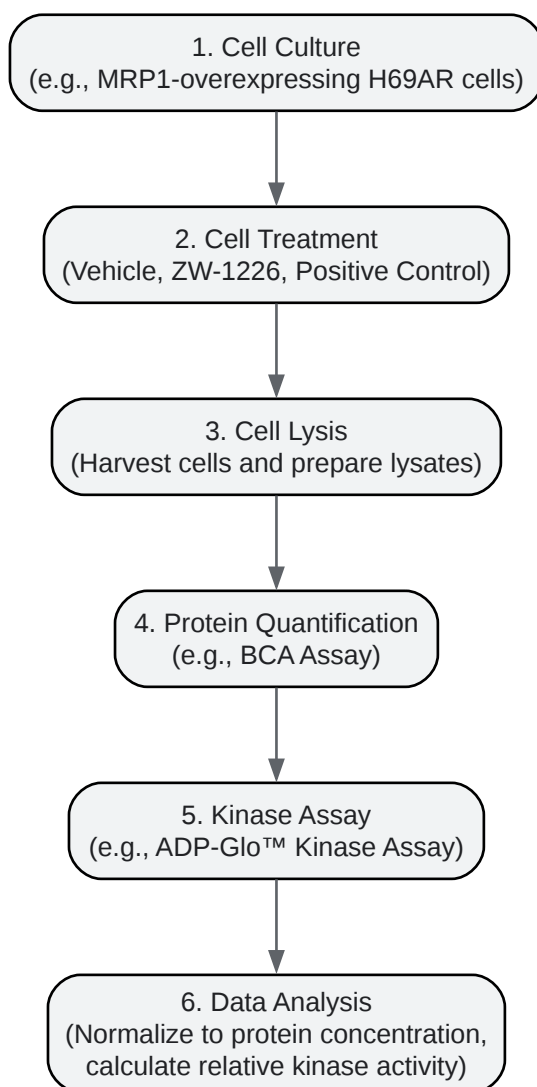 1. Cell Culture
(e.g., MRP1-overexpressing H69AR cells)
2. Cell Treatment
(Vehicle, ZW-1226, Positive Control)
3. Cell Lysis
(Harvest cells and prepare lysates)
4. Protein Quantification
(e.g., BCA Assay)
5. Kinase Assay
(e.g., ADP-Glo™ Kinase Assay)
6. Data Analysis
(Normalize to protein concentration,
calculate relative kinase activity)